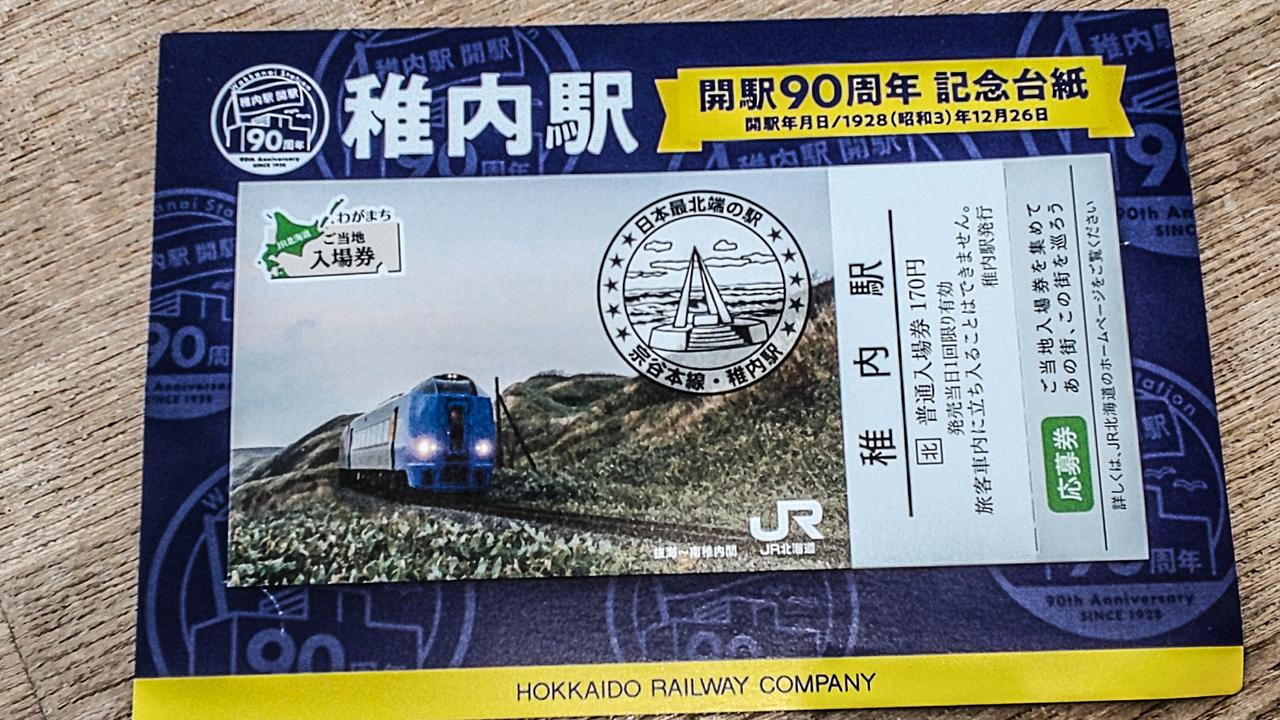 Wakkanai Station
稚内駅 開駅
90周年
90th Anniversary
SINCE 1928
稚内駅
開駅90周年 記念台紙
開駅年月日/1928(昭和3)年12月26日
わがまち
ご当地
入場券
JR北海道
日本最北端の駅
宗谷本線・稚内駅
抜海〜南稚内間
JR
JR北海道
稚内駅
北 普通入場券 170円
発売当日1回限り有効
旅客車内に立ち入ることはできません。
稚内駅発行
ご当地入場券を集めて
あの街、この街を巡ろう
応募券
詳しくは、JR北海道のホームページをご覧ください
90th Anniversary
SINCE 1928
HOKKAIDO RAILWAY COMPANY